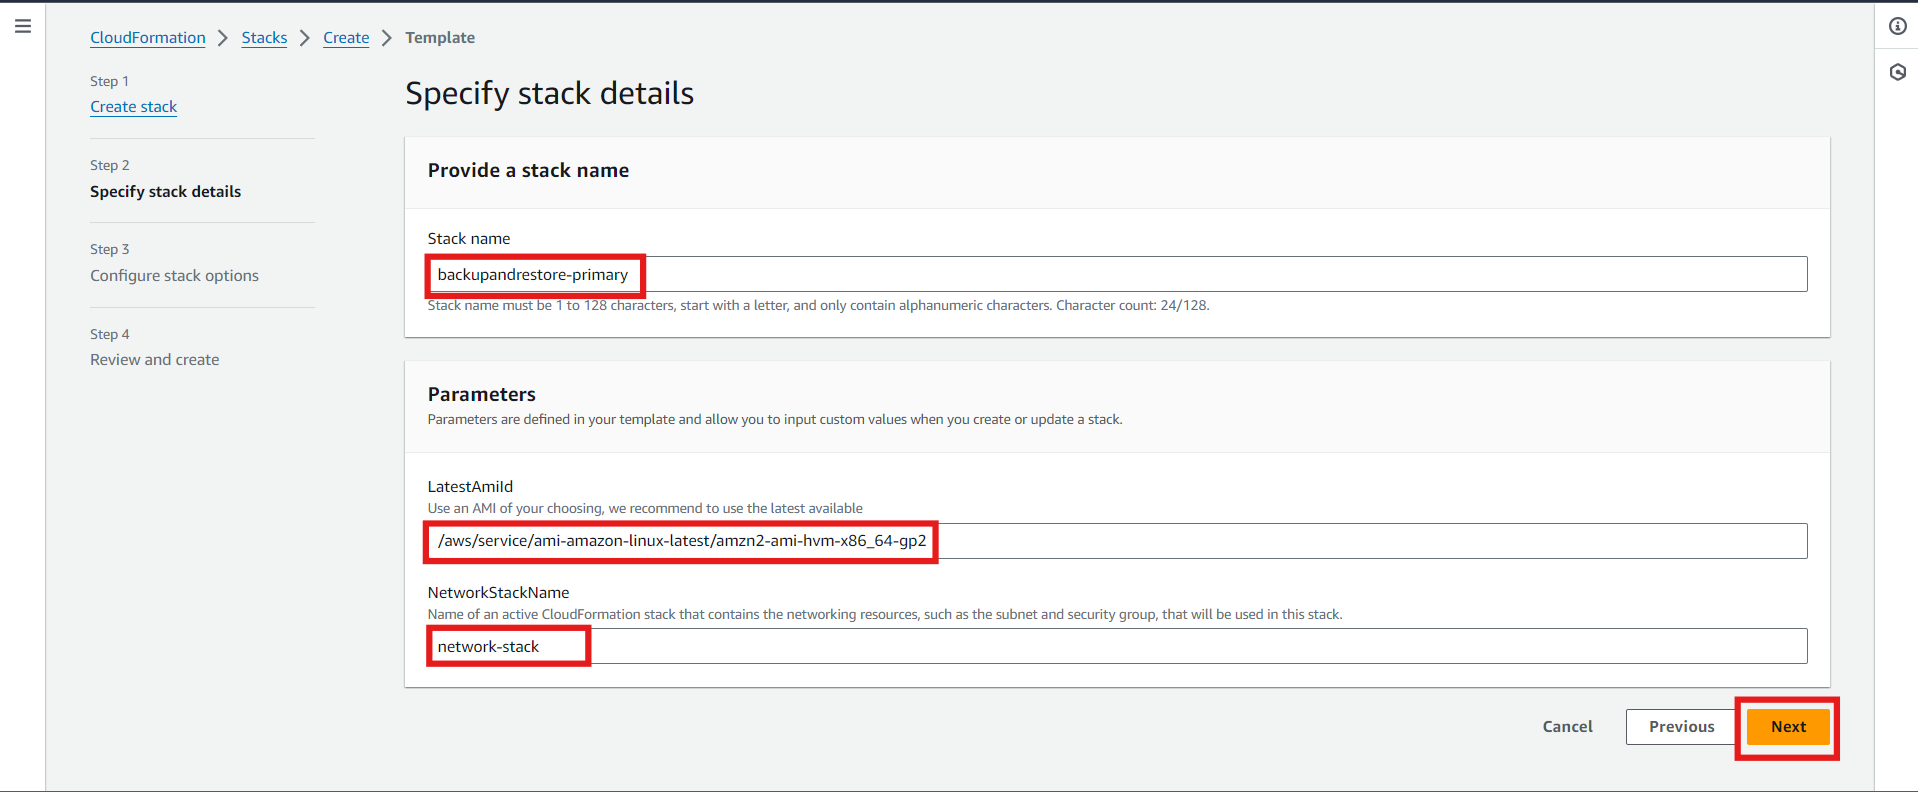 CloudFormation > Stacks > Create > Template
Step 1
Create stack
Step 2
Specify stack details
Step 3
Configure stack options
Step 4
Review and create
Specify stack details
Provide a stack name
Stack name
backupandrestore-primary
Stack name must be 1 to 128 characters, start with a letter, and only contain alphanumeric characters. Character count: 24/128.
Parameters
Parameters are defined in your template and allow you to input custom values when you create or update a stack.
LatestAmiId
Use an AMI of your choosing, we recommend to use the latest available
/aws/service/ami-amazon-linux-latest/amzn2-ami-hvm-x86_64-gp2
NetworkStackName
Name of an active CloudFormation stack that contains the networking resources, such as the subnet and security group, that will be used in this stack.
network-stack
Cancel Previous Next